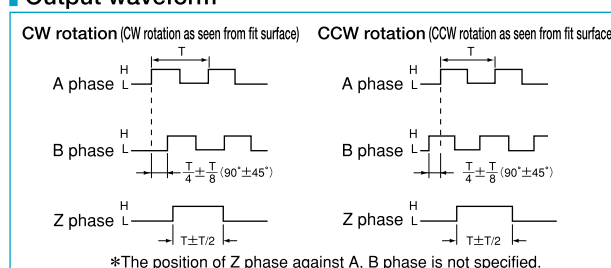 Output waveform
CW rotation (CW rotation as seen from fit surface)
CCW rotation (CCW rotation as seen from fit surface
T
A phase H L
B phase H L
T/4±T/8 (90°±45°)
Z phase H L
T±T/2
T
A phase H L
B phase H L
T/4±T/8 (90°±45°)
Z phase H L
T±T/2
*The position of Z phase against A, B phase is not specified.